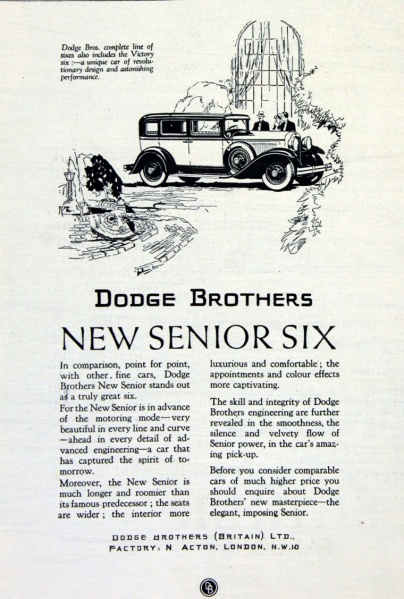 Dodge Bros. complete line of
sixes also includes the Victory
six :—a unique car of revolu-
tionary design and astonishing
performance.
DODGE BROTHERS
NEW SENIOR SIX
In comparison, point for point,
with other fine cars, Dodge
Brothers New Senior stands out
as a truly great six.
For the New Senior is in advance
of the motoring mode—very
beautiful in every line and curve
—ahead in every detail of ad-
vanced engineering—a car that
has captured the spirit of to-
morrow.
Moreover, the New Senior is
much longer and roomier than
its famous predecessor ; the seats
are wider ; the interior more
luxurious and comfortable ; the
appointments and colour effects
more captivating.
The skill and integrity of Dodge
Brothers engineering are further
revealed in the smoothness, the
silence and velvety flow of
Senior power, in the car's amaz-
ing pick-up.
Before you consider comparable
cars of much higher price you
should enquire about Dodge
Brothers' new masterpiece—the
elegant, imposing Senior.
DODGE BROTHERS (BRITAIN) LTD.,
FACTORY: N ACTON, LONDON, N.W.10
DB